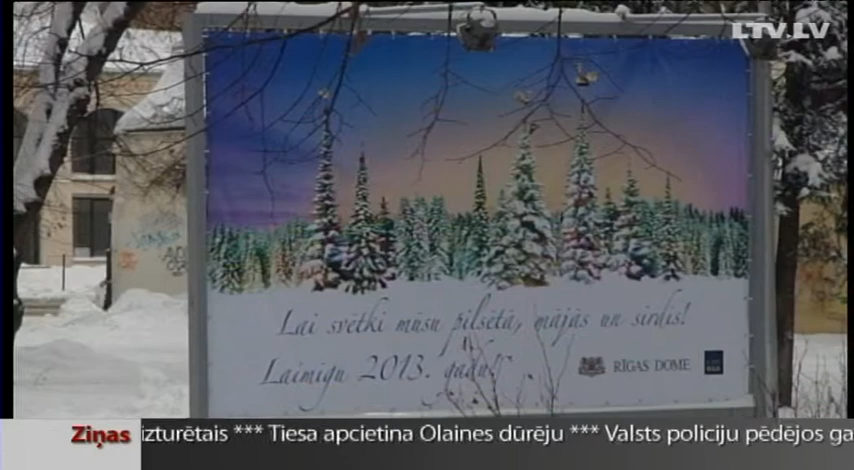 LTV.LV
Lai svētki mūsu pilsētā, mājās un sirdīs!
Laimīgu 2013. gadu!
RĪGAS DOME
Ziņas
izturētais *** Tiesa apcietina Olaines dūrēju *** Valsts policiju pēdējos ga